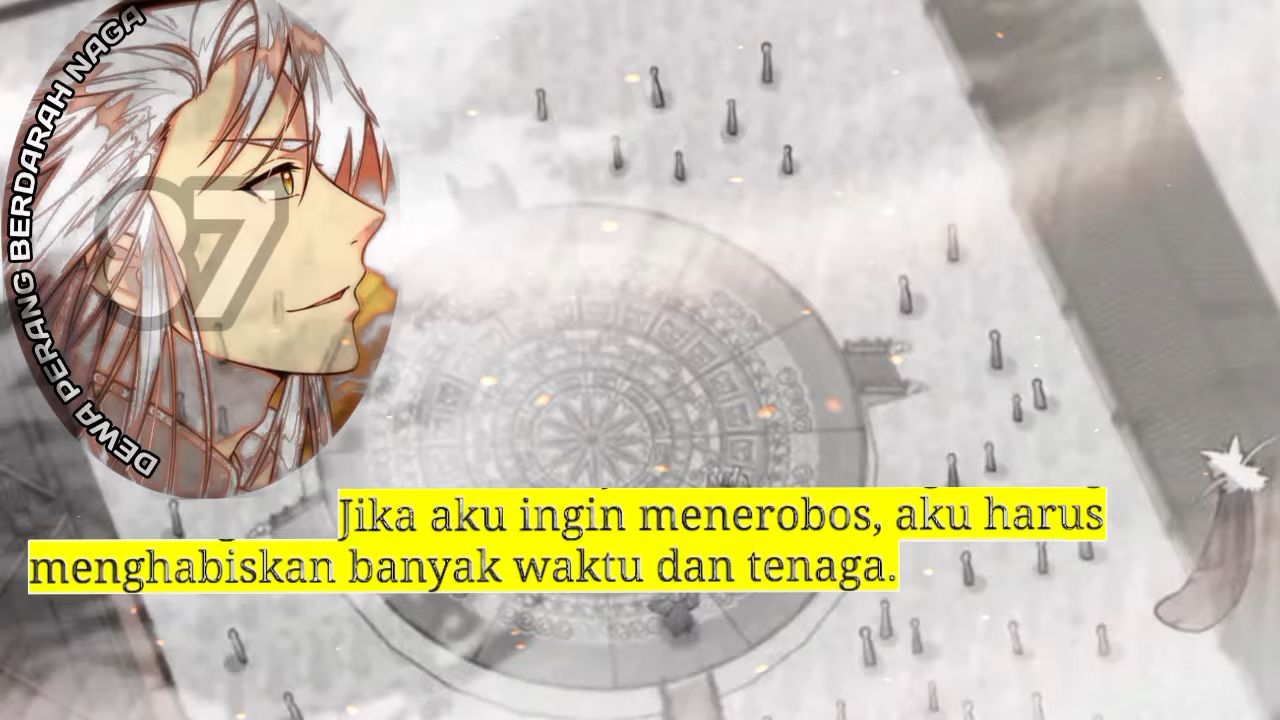 DEWA PERANG BERDARAH NAGA
Jika aku ingin menerobos, aku harus
menghabiskan banyak waktu dan tenaga.